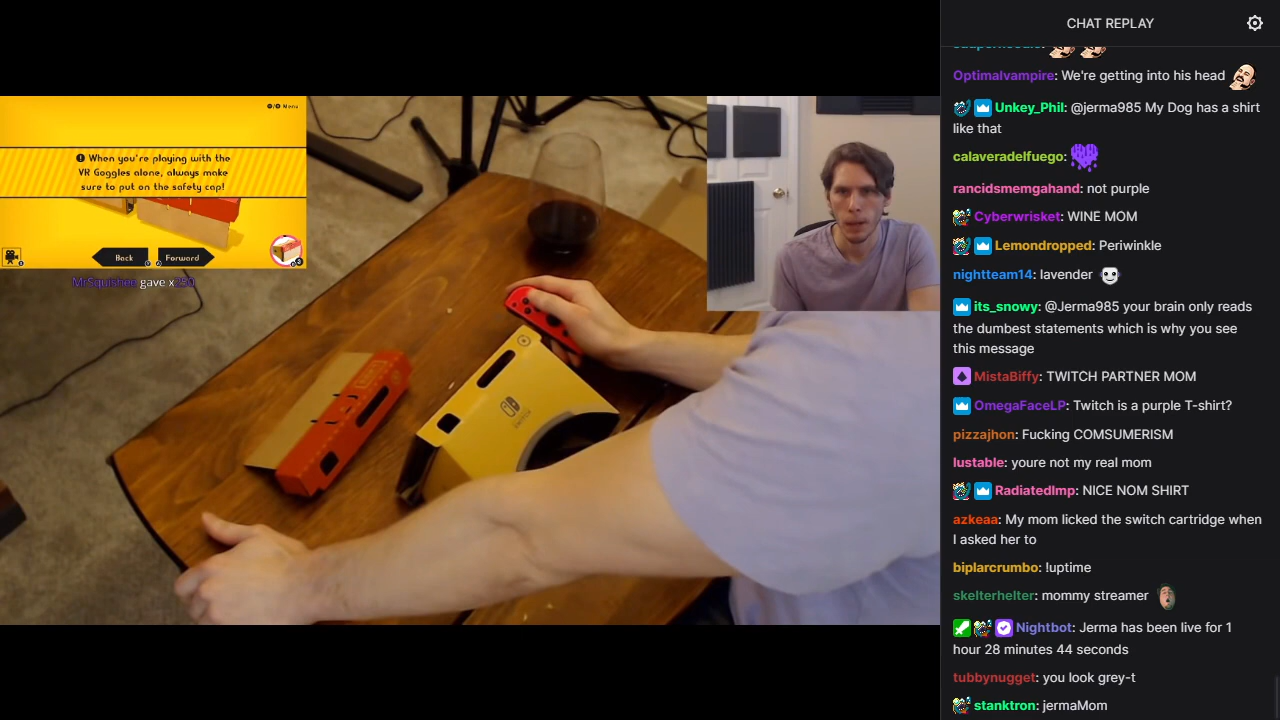 CHAT REPLAY
Optimalvampire: We're getting into his head
Unkey_Phil: @jerma985 My Dog has a shirt
like that
calaveradelfuego:
rancidsmemgahand: not purple
Cyberwrisket: WINE MOM
Lemondropped: Periwinkle
nightteam14: lavender
its_snowy: @Jerma985 your brain only reads
the dumbest statements which is why you see
this message
MistaBiffy: TWITCH PARTNER MOM
OmegaFaceLP: Twitch is a purple T-shirt?
pizzajhon: Fucking COMSUMERISM
lustable: youre not my real mom
RadiatedImp: NICE NOM SHIRT
azkeaa: My mom licked the switch cartridge when
I asked her to
biplarcrumbo: !uptime
skelterhelter: mommy streamer
Nightbot: Jerma has been live for 1
hour 28 minutes 44 seconds
tubbynugget: you look grey-t
stanktron: jermaMom
Menu
When you're playing with the
VR Goggles alone, always make
sure to put on the safety cap!
Back
Forward
MrSquishee gave x250
SWITCH